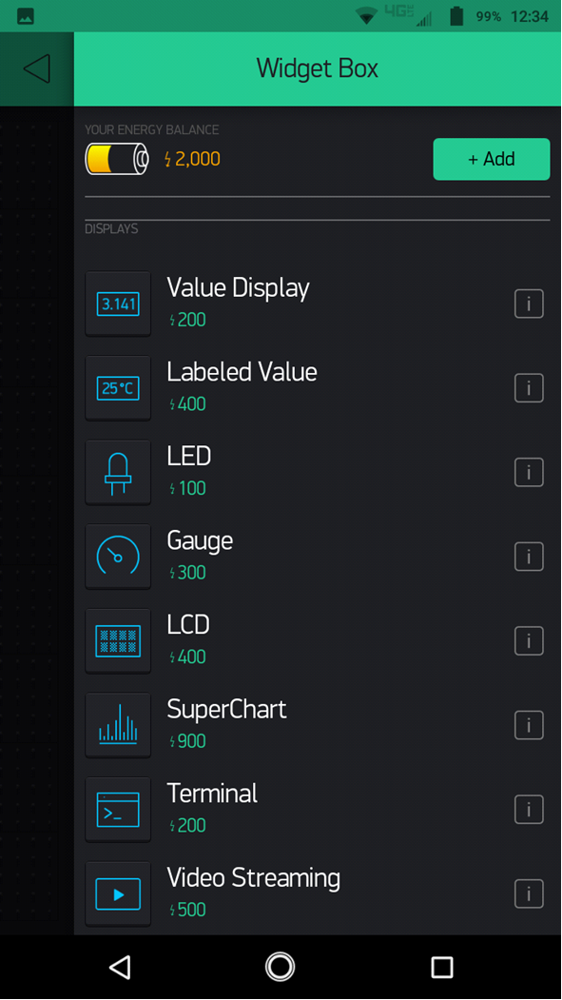 4G 99% 12:34
Widget Box
YOUR ENERGY BALANCE
2,000
+ Add
DISPLAYS
3.141
Value Display
200
i
25°C
Labeled Value
400
i
LED
100
i
Gauge
300
i
LCD
400
i
SuperChart
900
i
>_
Terminal
200
i
Video Streaming
500
i